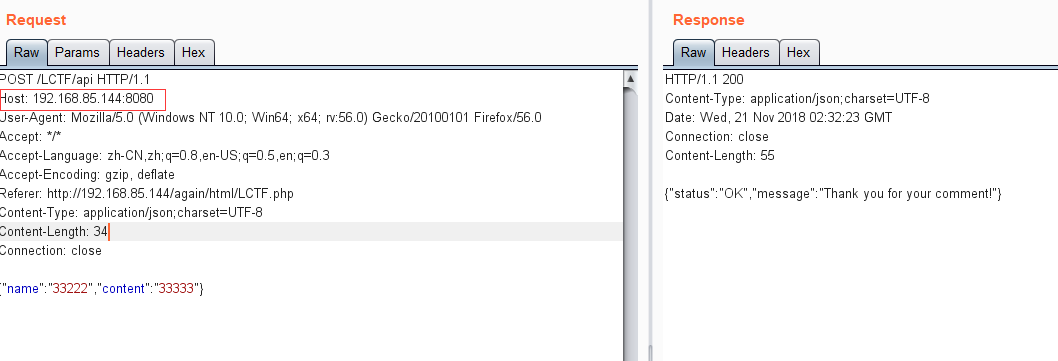 Request
Raw Params Headers Hex
POST /LCTF/api HTTP/1.1
Host: 192.168.85.144:8080
User-Agent: Mozilla/5.0 (Windows NT 10.0; Win64; x64; rv:56.0) Gecko/20100101 Firefox/56.0
Accept: */*
Accept-Language: zh-CN,zh;q=0.8,en-US;q=0.5,en;q=0.3
Accept-Encoding: gzip, deflate
Referer: http://192.168.85.144/again/html/LCTF.php
Content-Type: application/json;charset=UTF-8
Content-Length: 34
Connection: close
{"name":"33222","content":"33333"}
Response
Raw Headers Hex
HTTP/1.1 200
Content-Type: application/json;charset=UTF-8
Date: Wed, 21 Nov 2018 02:32:23 GMT
Connection: close
Content-Length: 55
{"status":"OK","message":"Thank you for your comment!"}